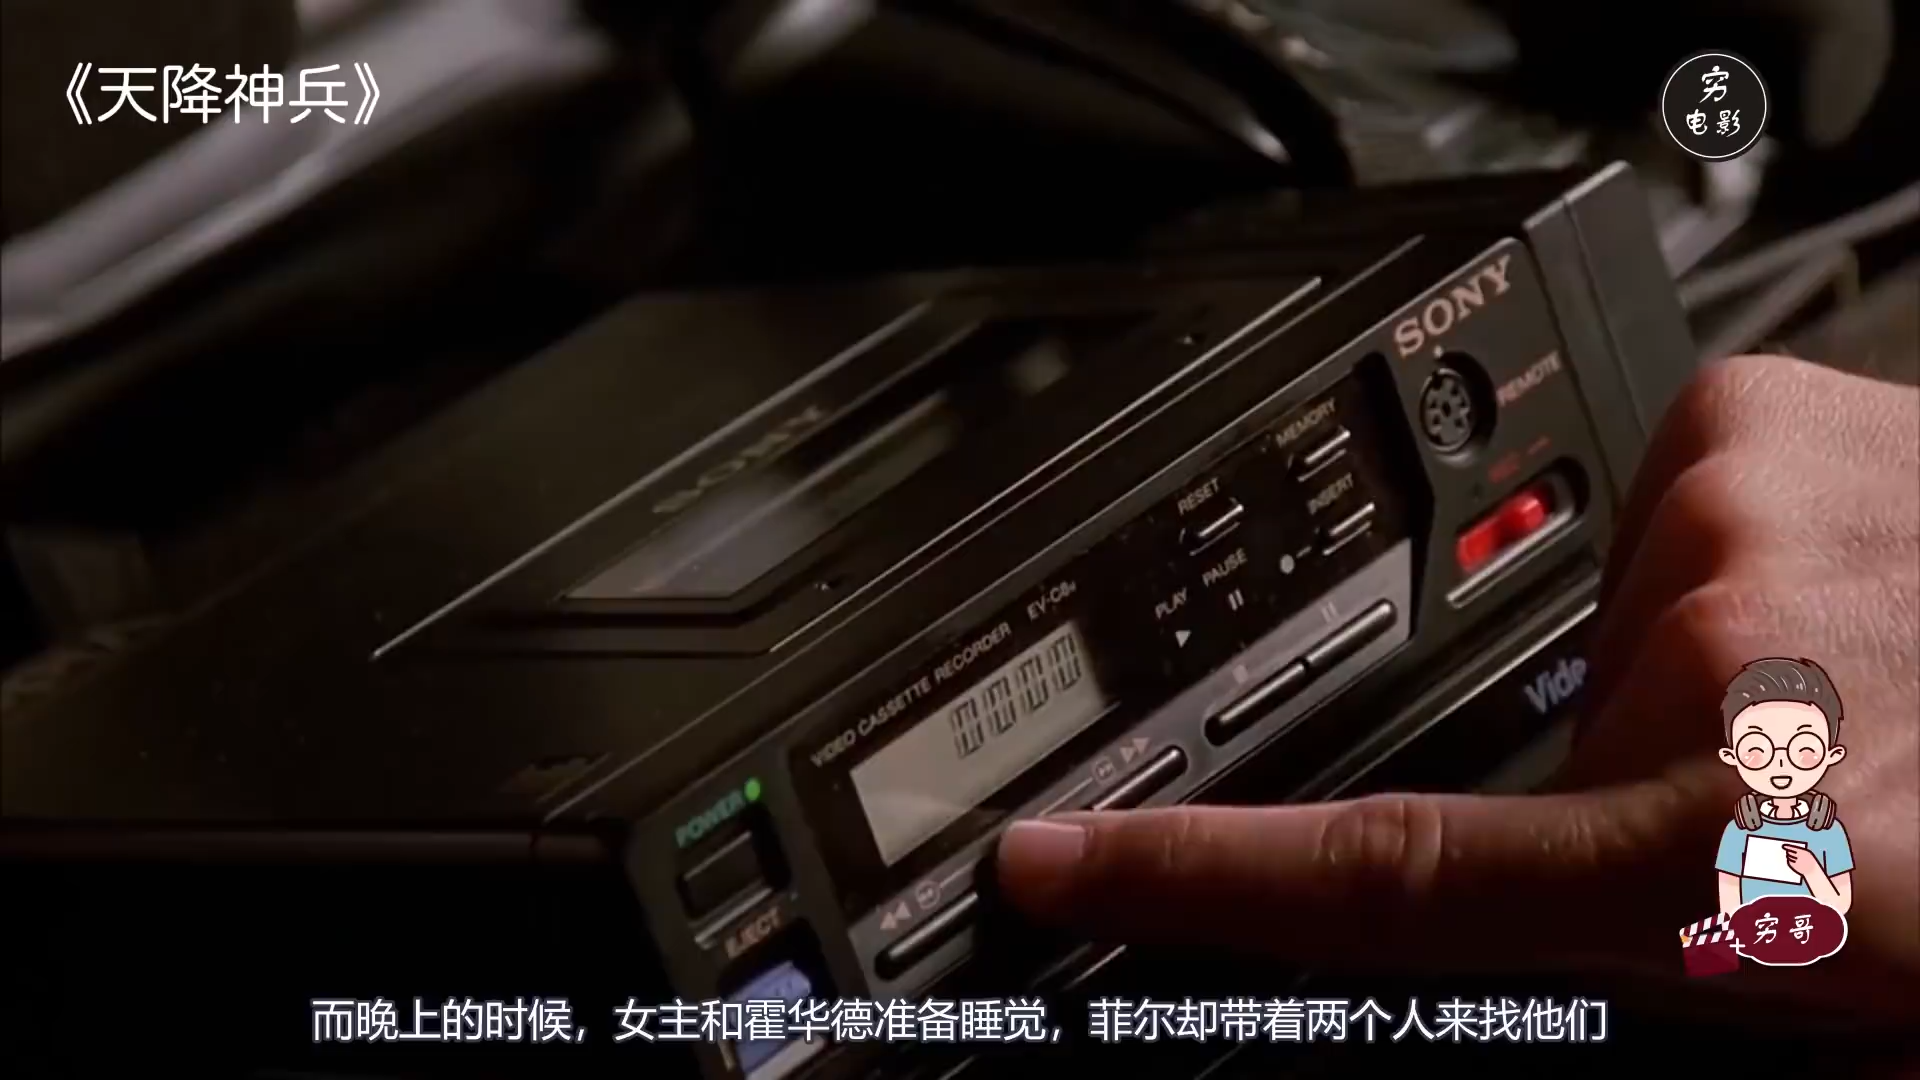 《天降神兵》
穷
电影
SONY
REMOTE
MEMORY
RESET
INSERT
PAUSE
PLAY
VIDEO CASSETTE RECORDER
0000
POWER
EJECT
穷哥
而晚上的时候，女主和霍华德准备睡觉，菲尔却带着两个人来找他们